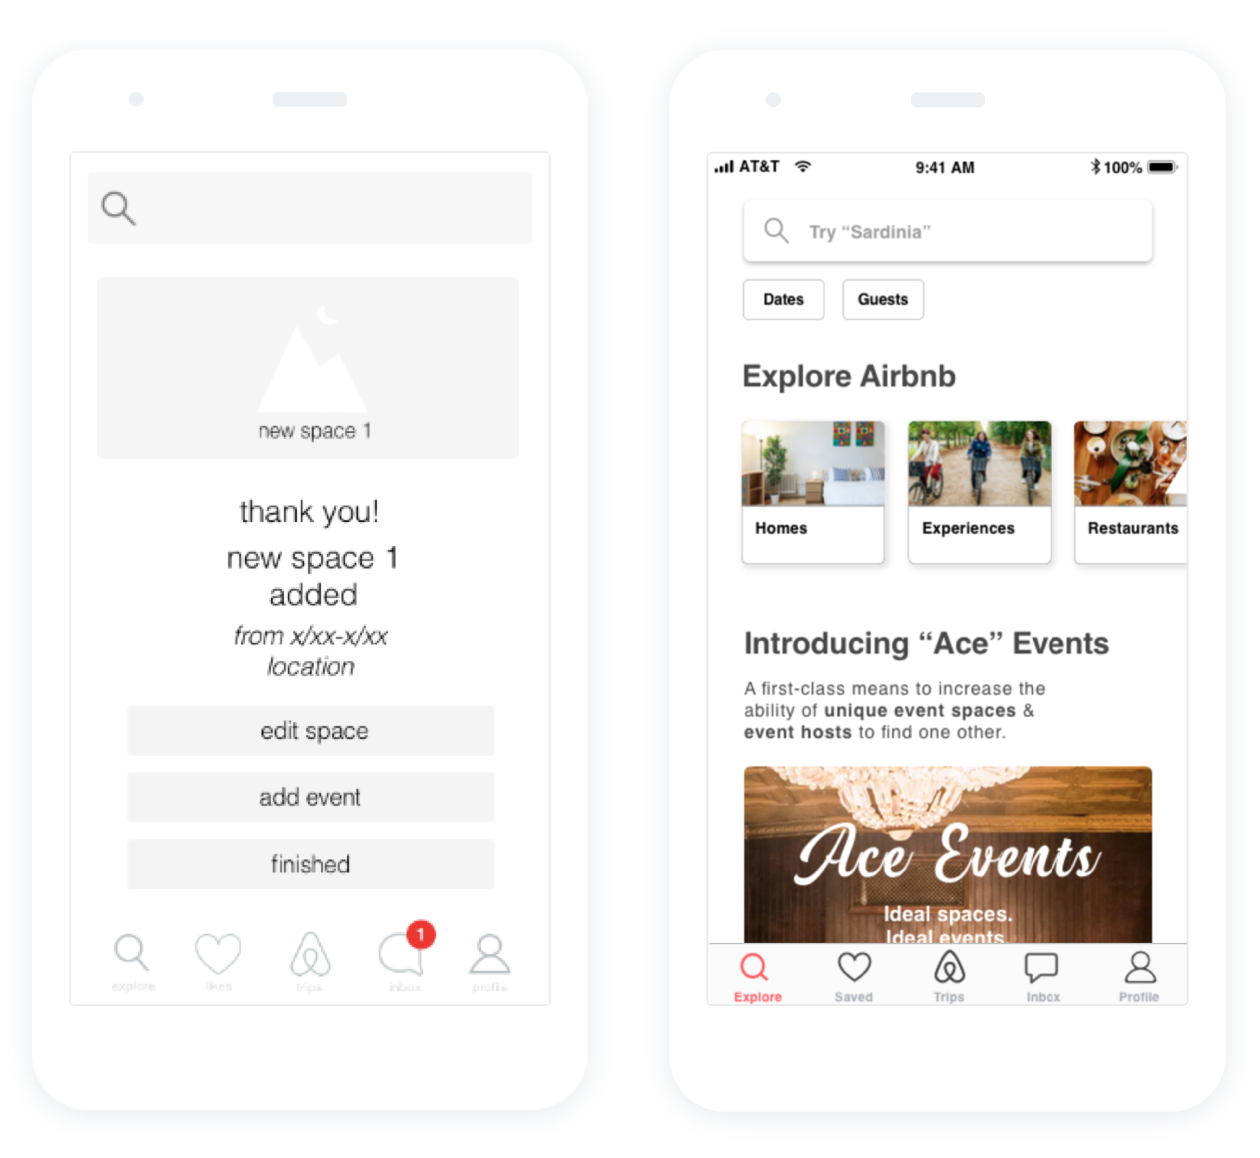 new space 1
thank you!
new space 1
added
from x/xx-x/xx
location
edit space
add event
finished
1
explore
likes
trips
inbox
profile
AT&T
9:41 AM
100%
Try “Sardinia”
Dates
Guests
Explore Airbnb
Homes
Experiences
Restaurants
Introducing “Ace” Events
A first-class means to increase the
ability of unique event spaces &
event hosts to find one other.
Ace Events
Ideal spaces.
Ideal events.
Explore
Saved
Trips
Inbox
Profile